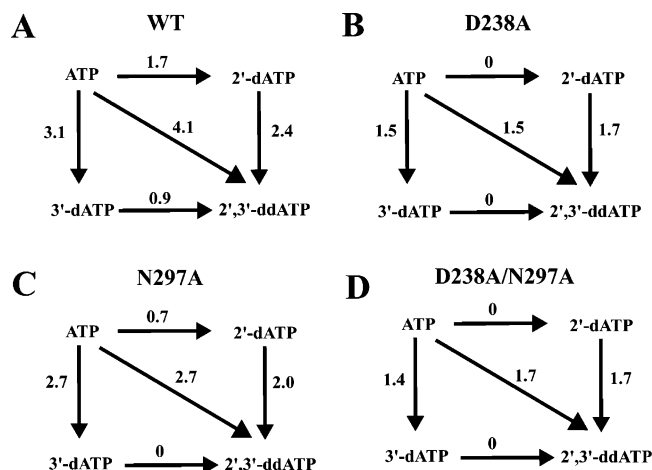 A
WT
ATP
1.7
2'-dATP
3.1
4.1
2.4
3'-dATP
0.9
2',3'-ddATP
B
D238A
ATP
0
2'-dATP
1.5
1.5
1.7
3'-dATP
0
2',3'-ddATP
C
N297A
ATP
0.7
2'-dATP
2.7
2.7
2.0
3'-dATP
0
2',3'-ddATP
D
D238A/N297A
ATP
0
2'-dATP
1.4
1.7
1.7
3'-dATP
0
2',3'-ddATP